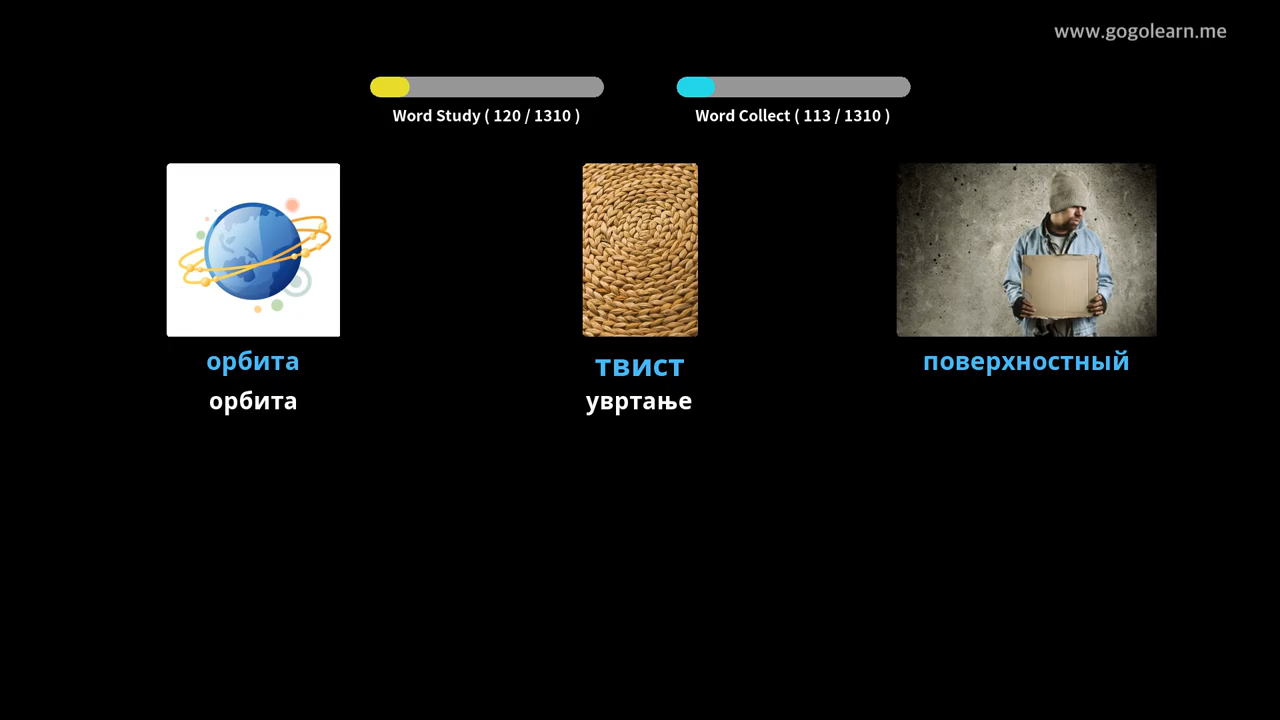 www.gogolearn.me
Word Study ( 120 / 1310 )
Word Collect ( 113 / 1310 )
орбита
твист
поверхностный
орбита
увртање